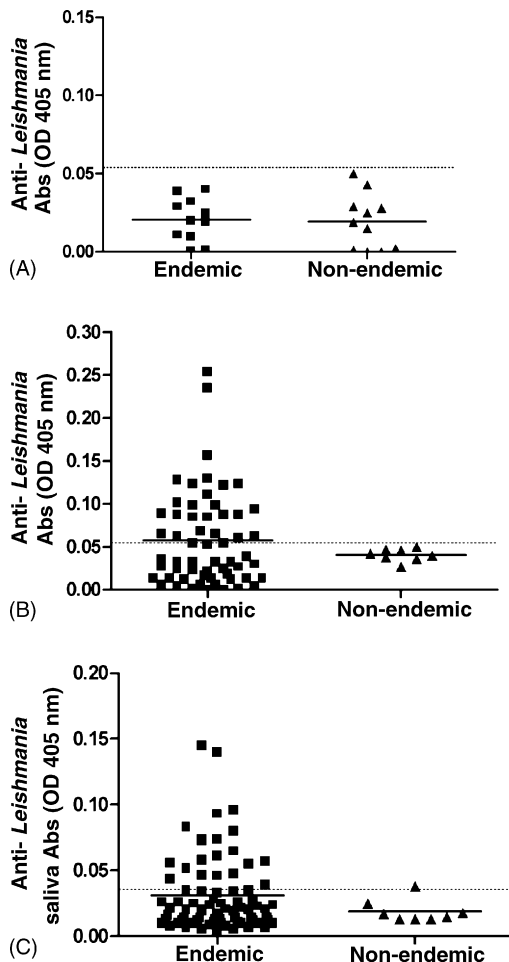 0.15
0.10
0.05
0.00
Anti- Leishmania
Abs (OD 405 nm)
Endemic
Non-endemic
(A)
0.30
0.25
0.20
0.15
0.10
0.05
0.00
Anti- Leishmania
Abs (OD 405 nm)
Endemic
Non-endemic
(B)
0.20
0.15
0.10
0.05
0.00
Anti- Leishmania
saliva Abs (OD 405 nm)
Endemic
Non-endemic
(C)